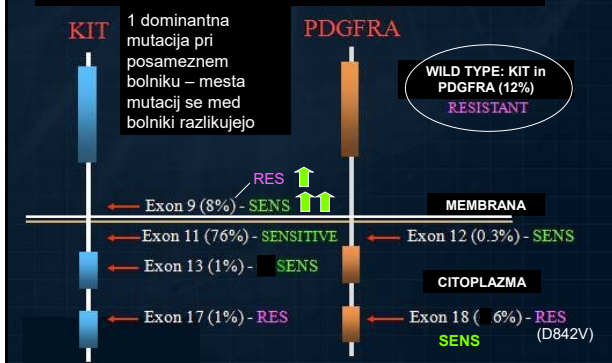 KIT
1 dominantna
mutacija pri
posameznem
bolniku – mesta
mutacij se med
bolniki razlikujejo
PDGFRA
WILD TYPE: KIT in
PDGFRA (12%)
RESISTANT
RES
Exon 9 (8%) - SENS
MEMBRANA
Exon 11 (76%) - SENSITIVE
Exon 12 (0.3%) - SENS
Exon 13 (1%) - SENS
CITOPLAZMA
Exon 17 (1%) - RES
Exon 18 ( 6%) - RES
(D842V)
SENS